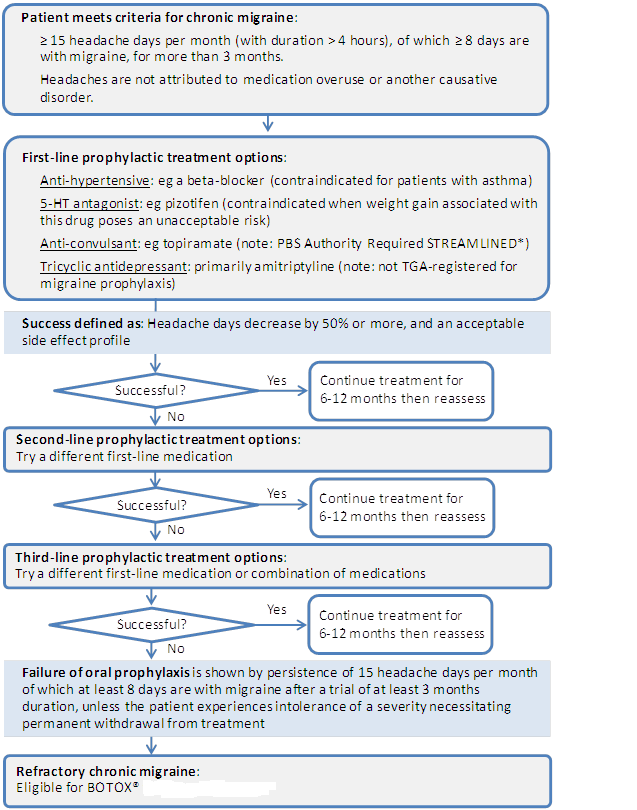 Patient meets criteria for chronic migraine:
≥ 15 headache days per month (with duration > 4 hours), of which ≥ 8 days are
with migraine, for more than 3 months.
Headaches are not attributed to medication overuse or another causative
disorder.
First-line prophylactic treatment options:
Anti-hypertensive: eg a beta-blocker (contraindicated for patients with asthma)
5-HT antagonist: eg pizotifen (contraindicated when weight gain associated with
this drug poses an unacceptable risk)
Anti-convulsant: eg topiramate (note: PBS Authority Required STREAMLINED*)
Tricyclic antidepressant: primarily amitriptyline (note: not TGA-registered for
migraine prophylaxis)
Success defined as: Headache days decrease by 50% or more, and an acceptable
side effect profile
Successful?
Yes
Continue treatment for
6-12 months then reassess
No
Second-line prophylactic treatment options:
Try a different first-line medication
Successful?
Yes
Continue treatment for
6-12 months then reassess
No
Third-line prophylactic treatment options:
Try a different first-line medication or combination of medications
Successful?
Yes
Continue treatment for
6-12 months then reassess
No
Failure of oral prophylaxis is shown by persistence of 15 headache days per month
of which at least 8 days are with migraine after a trial of at least 3 months
duration, unless the patient experiences intolerance of a severity necessitating
permanent withdrawal from treatment
Refractory chronic migraine:
Eligible for BOTOX®